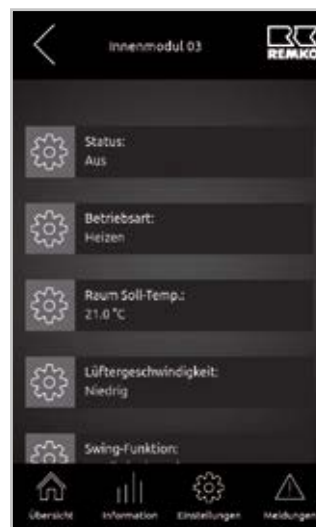 Innenmodul 03
REMKO
Status:
Aus
Betriebsart:
Heizen
Raum Soll-Temp.:
21.0 °C
Lüftergeschwindigkeit:
Niedrig
Swing-Funktion:
Übersicht
Information
Einstellungen
Meldungen